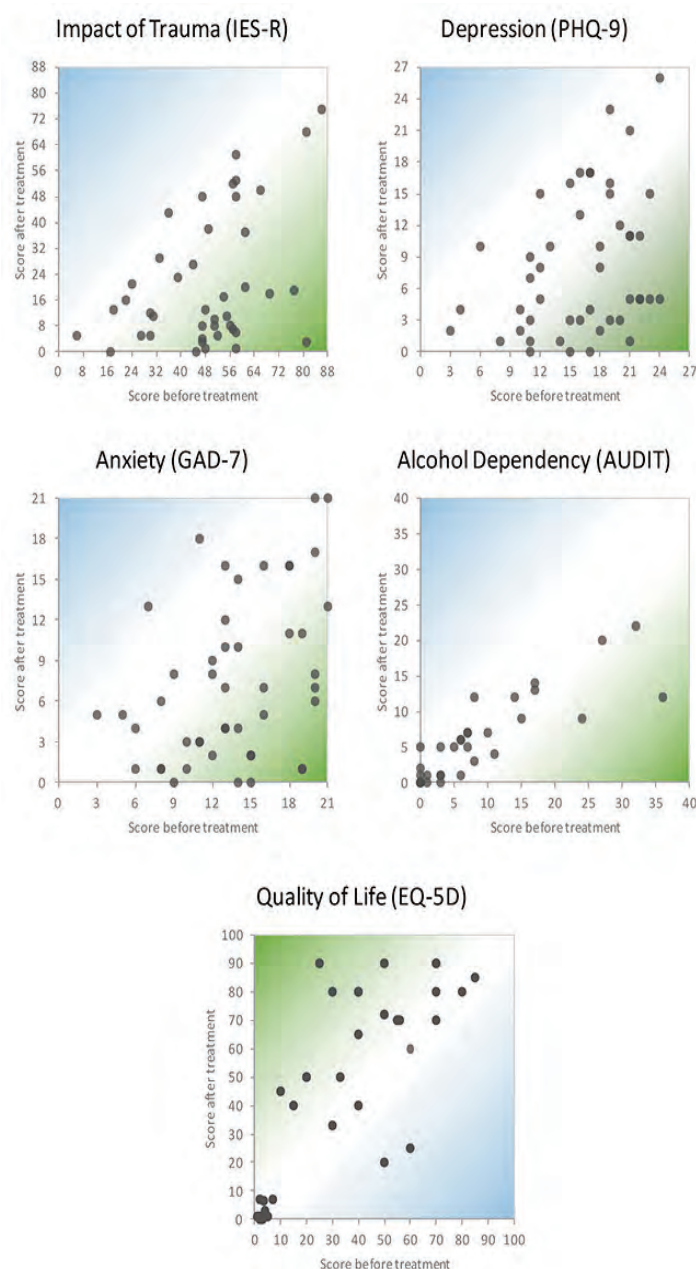 Impact of Trauma (IES-R)
88
80
72
64
56
48
40
32
24
16
8
0
Score after treatment
0 8 16 24 32 40 48 56 64 72 80 88
Score before treatment
Depression (PHQ-9)
27
24
21
18
15
12
9
6
3
0
Score after treatment
0 3 6 9 12 15 18 21 24 27
Score before treatment
Anxiety (GAD-7)
21
18
15
12
9
6
3
0
Score after treatment
0 3 6 9 12 15 18 21
Score before treatment
Alcohol Dependency (AUDIT)
40
35
30
25
20
15
10
5
0
Score after treatment
0 5 10 15 20 25 30 35 40
Score before treatment
Quality of Life (EQ-5D)
100
90
80
70
60
50
40
30
20
10
0
Score after treatment
0 10 20 30 40 50 60 70 80 90 100
Score before treatment